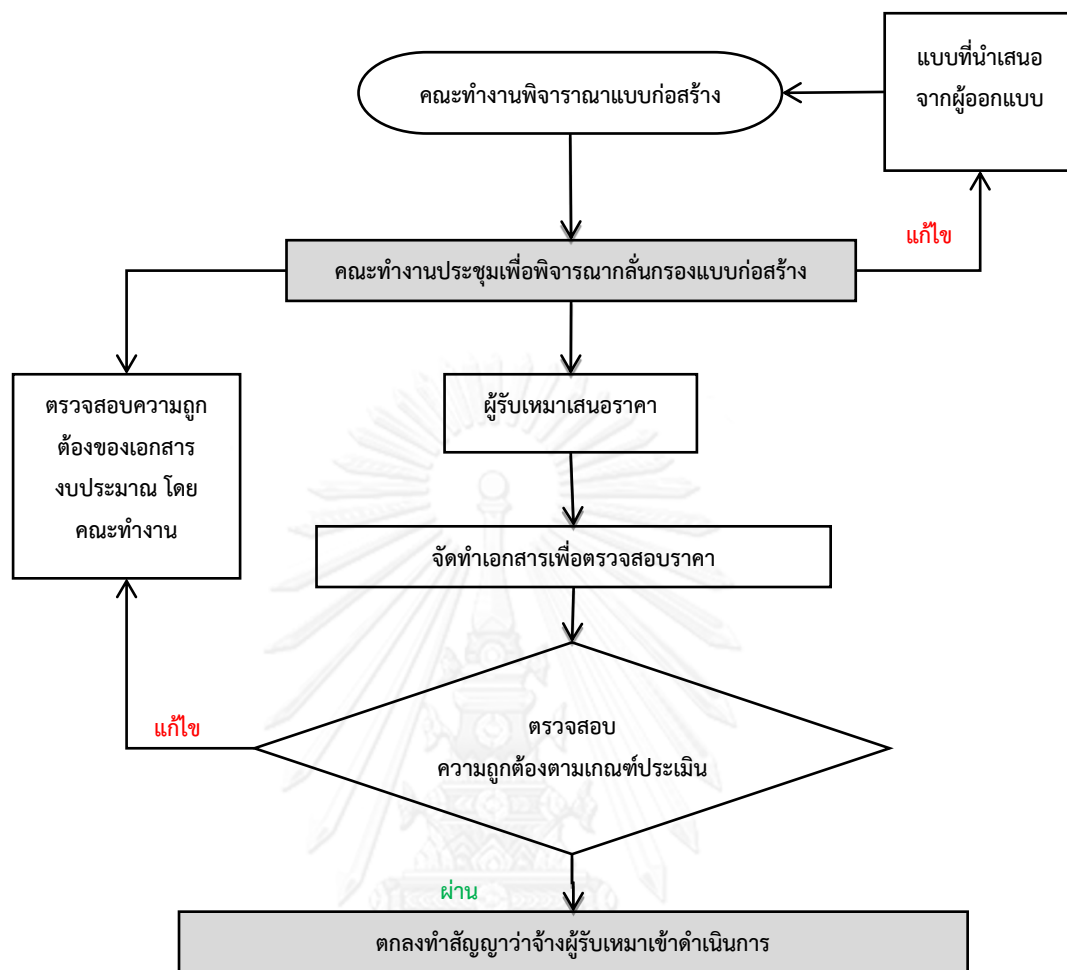 แบบที่นำเสนอ
จากผู้ออกแบบ
คณะทำงานพิจาราณาแบบก่อสร้าง
แก้ไข
คณะทำงานประชุมเพื่อพิจารณากลั่นกรองแบบก่อสร้าง
ตรวจสอบความถูก
ต้องของเอกสาร
งบประมาณ โดย
คณะทำงาน
ผู้รับเหมาเสนอราคา
จัดทำเอกสารเพื่อตรวจสอบราคา
แก้ไข
ตรวจสอบ
ความถูกต้องตามเกณฑ์ประเมิน
ผ่าน
ตกลงทำสัญญาว่าจ้างผู้รับเหมาเข้าดำเนินการ